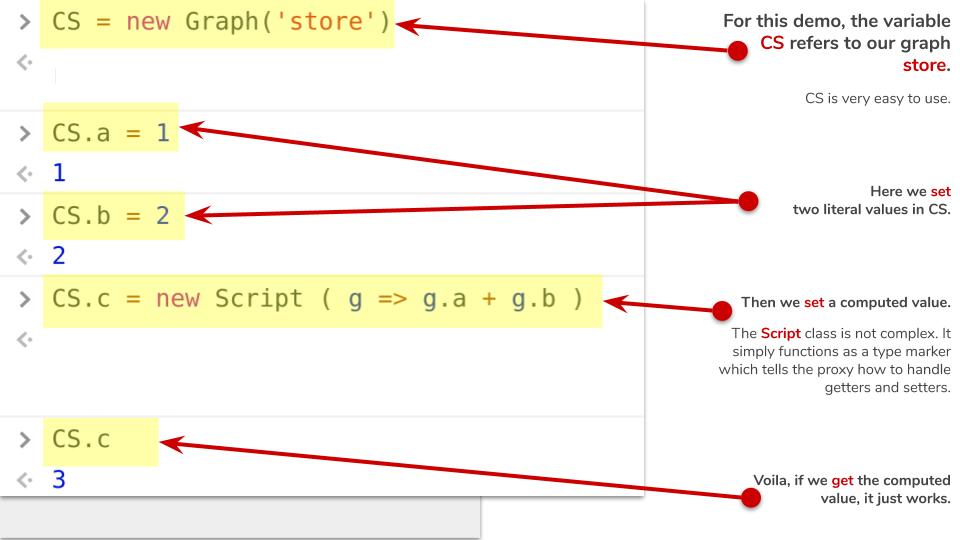 CS = new Graph('store')
CS.a = 1
1
CS.b = 2
2
CS.c = new Script ( g => g.a + g.b )
CS.c
3
For this demo, the variable
CS refers to our graph
store.
CS is very easy to use.
Here we set
two literal values in CS.
Then we set a computed value.
The Script class is not complex. It
simply functions as a type marker
which tells the proxy how to handle
getters and setters.
Voila, if we get the computed
value, it just works.